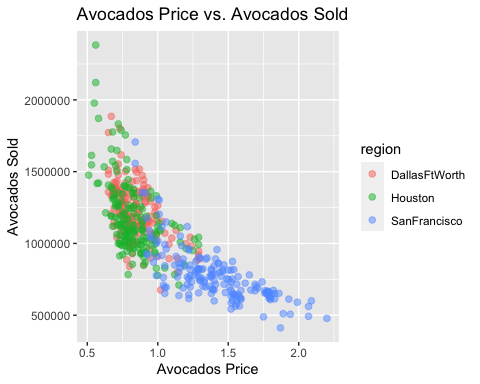 Avocados Price vs. Avocados Sold
Avocados Sold
2000000
1500000
1000000
500000
0.5 1.0 1.5 2.0
Avocados Price
region
DallasFtWorth
Houston
SanFrancisco